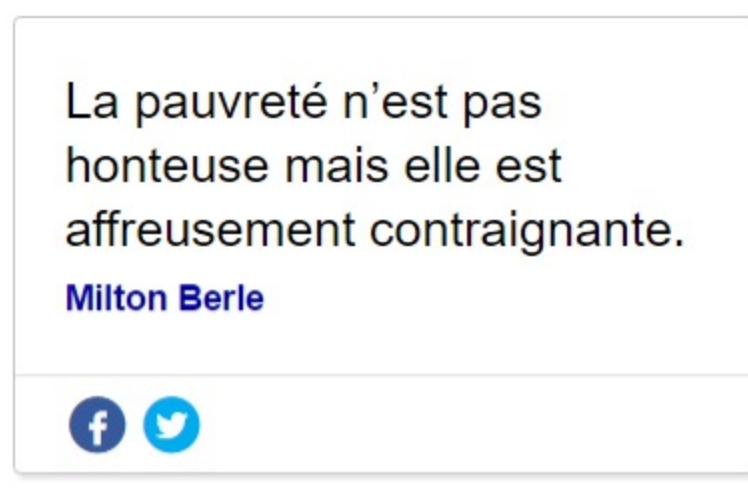 La pauvreté n’est pas
honteuse mais elle est
affreusement contraignante.
Milton Berle